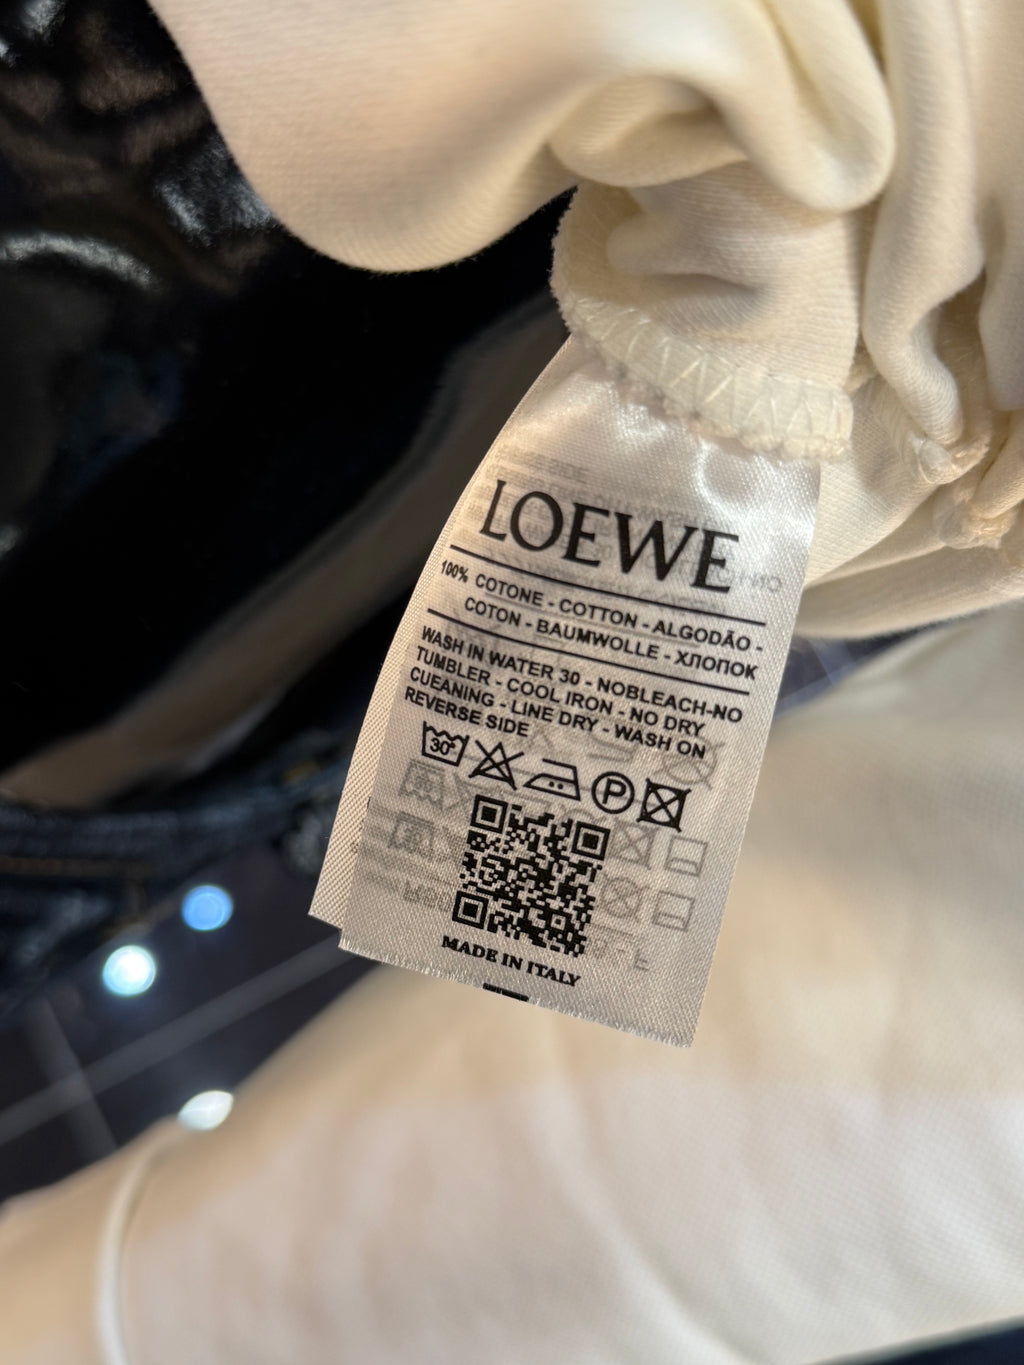 LOEWE
100% COTONE - COTTON - ALGODÃO -
COTON - BAUMWOLLE - ХЛОПОК
WASH IN WATER 30 - NOBLEACH-NO
TUMBLER - COOL IRON - NO DRY
CUEANING - LINE DRY - WASH ON
REVERSE SIDE
30° P
MADE IN ITALY